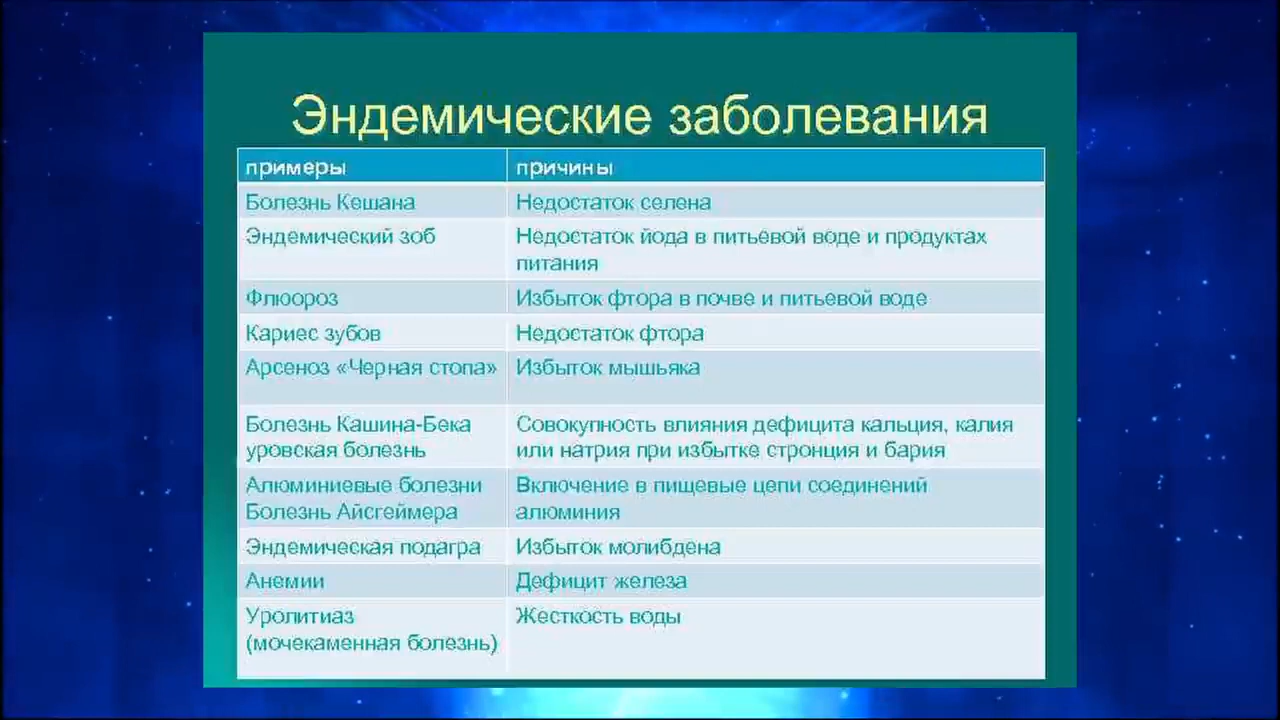 Эндемические заболевания
примеры причины
Болезнь Кешана Недостаток селена
Эндемический зоб Недостаток йода в питьевой воде и продуктах
питания
Флюороз Избыток фтора в почве и питьевой воде
Кариес зубов Недостаток фтора
Арсеноз «Черная стопа» Избыток мышьяка
Болезнь Кашина-Бека Совокупность влияния дефицита кальция, калия
уровская болезнь или натрия при избытке стронция и бария
Алюминиевые болезни Включение в пищевые цепи соединений
Болезнь Айсгеймера алюминия
Эндемическая подагра Избыток молибдена
Анемии Дефицит железа
Уролитиаз Жесткость воды
(мочекаменная болезнь)